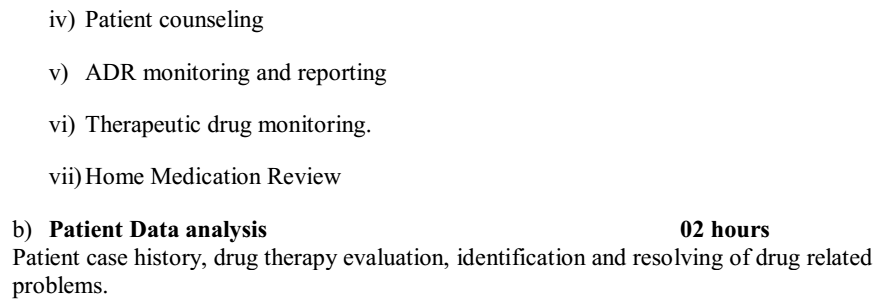 iv) Patient counseling
v) ADR monitoring and reporting
vi) Therapeutic drug monitoring.
vii) Home Medication Review
b) Patient Data analysis 02 hours
Patient case history, drug therapy evaluation, identification and resolving of drug related
problems.